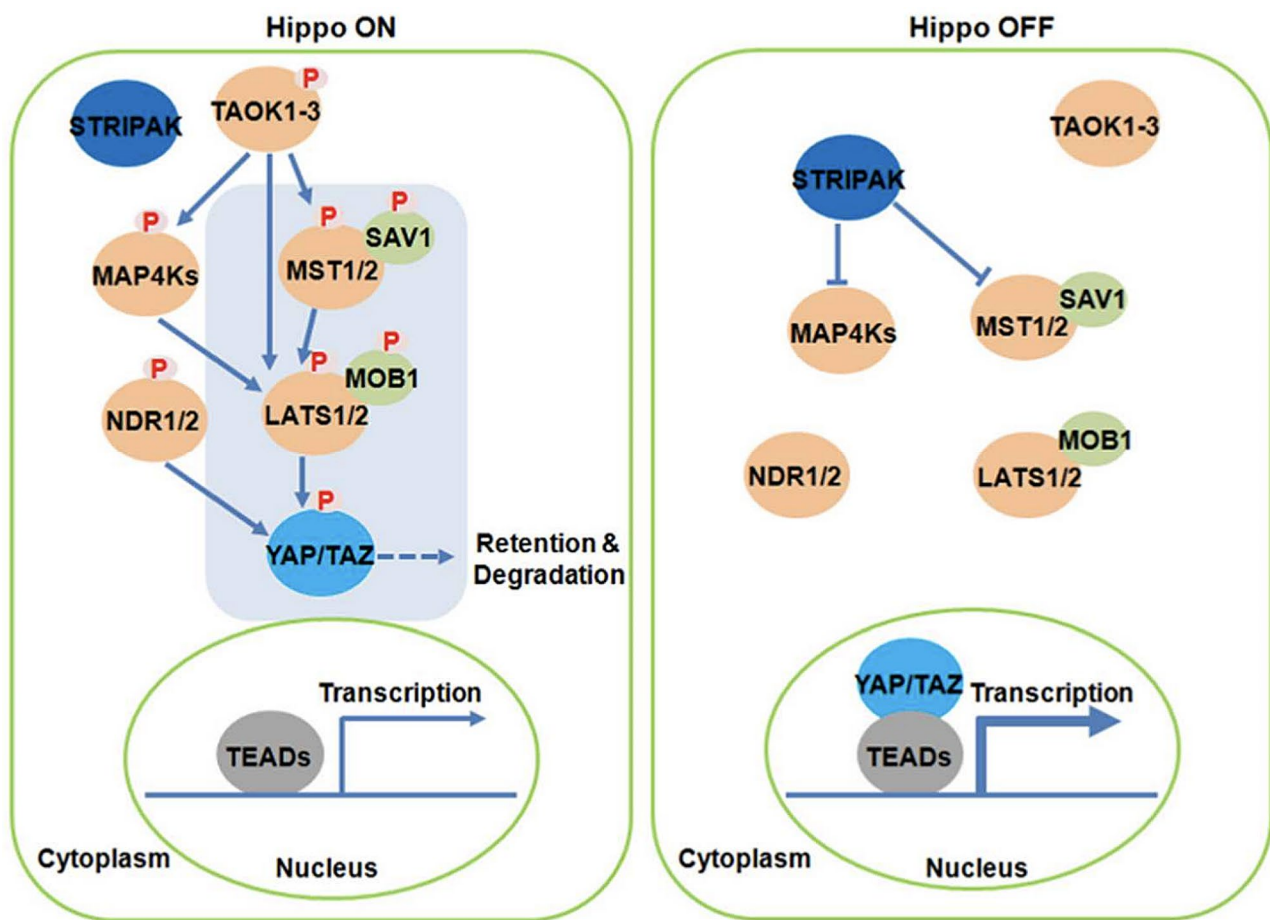 Hippo ON
P
STRIPAK
TAOK1-3
P
P
P
SAV1
MAP4Ks
MST1/2
P
P
P
MOB1
NDR1/2
LATS1/2
P
YAP/TAZ
Retention &
Degradation
Transcription
TEADs
Cytoplasm
Nucleus
Hippo OFF
TAOK1-3
STRIPAK
SAV1
MAP4Ks
MST1/2
MOB1
NDR1/2
LATS1/2
YAP/TAZ
Transcription
TEADs
Cytoplasm
Nucleus